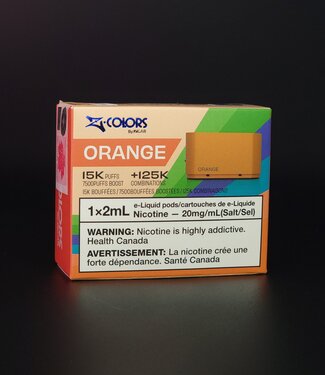 COLORS
ORANGE
15K PUFFS
7500PUFFS BOOST
+125K
COMBINATIONS
15K BOUFFÉES / 7500BOUFFÉES BOOSTÉES / 125K COMBINAISONS
ORANGE
1×2mL
e-Liquid pods/cartouches de e-Liquide
Nicotine — 20mg/mL(Salt/Sel)
WARNING: Nicotine is highly addictive.
Health Canada
AVERTISSEMENT: La nicotine crée une
forte dépendance. Santé Canada